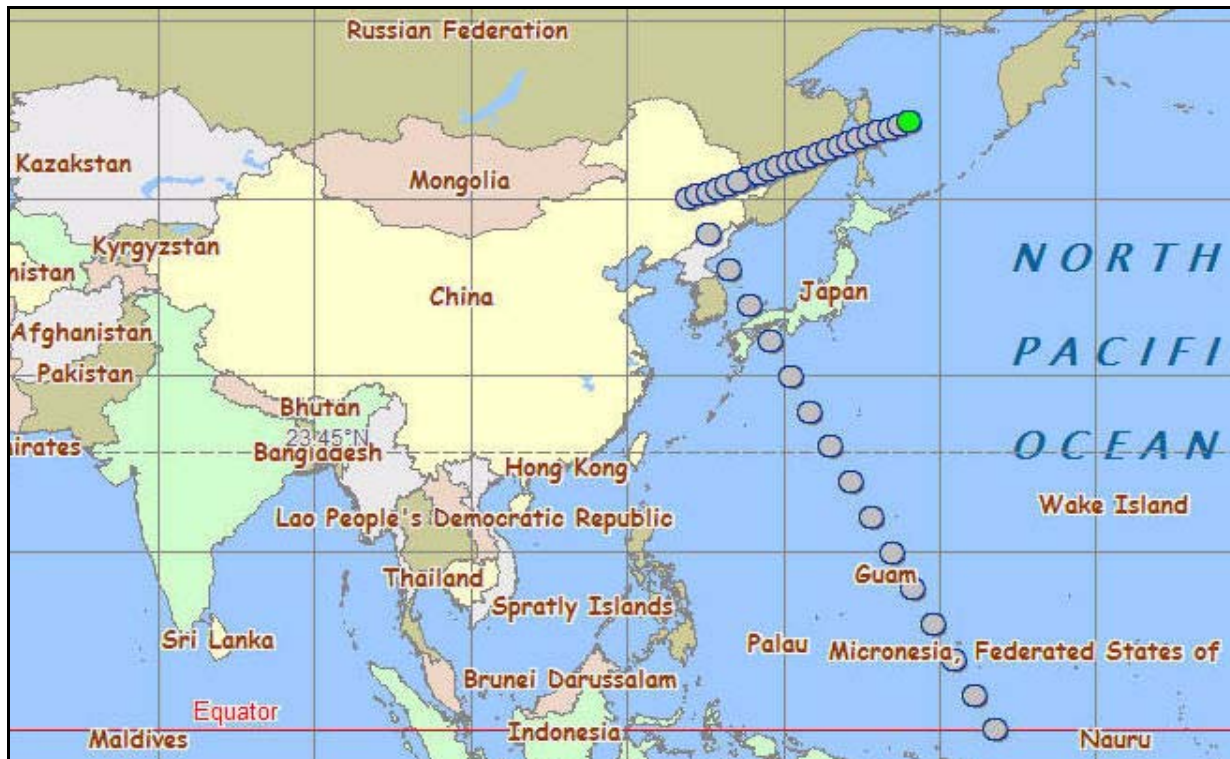 Russian Federation
Kazakstan
Mongolia
Kyrgyzstan
nistan
NORTH
China
Japan
Afghanistan
PACIFI
Pakistan
Bhutan
23.45°N
nirates
Bangladesh
OCEAN
Hong Kong
Wake Island
Lao People's Democratic Republic
Thailand
Guam
Spratly Islands
Sri Lanka
Palau
Micronesia, Federated States of
Brunei Darussalam
Equator
Indonesia
Maldives
Nauru